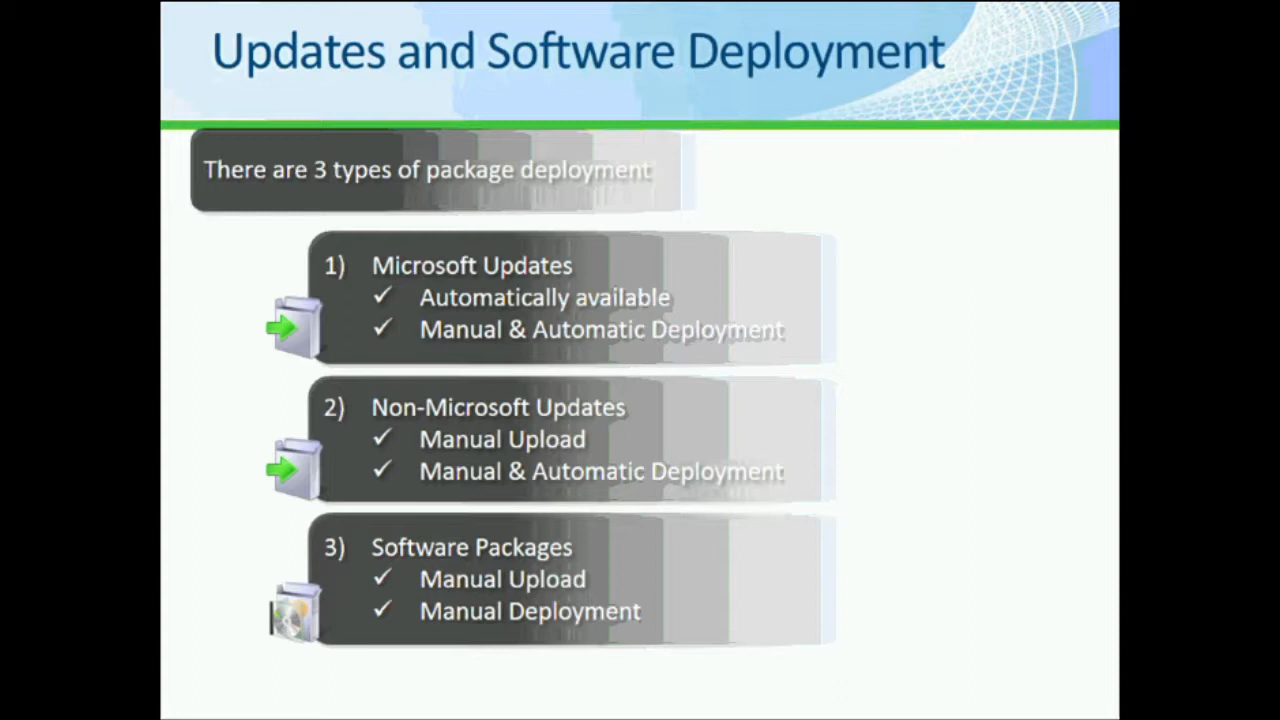 Updates and Software Deployment
There are 3 types of package deployment
1) Microsoft Updates
✓ Automatically available
✓ Manual & Automatic Deployment
2) Non-Microsoft Updates
✓ Manual Upload
✓ Manual & Automatic Deployment
3) Software Packages
✓ Manual Upload
✓ Manual Deployment